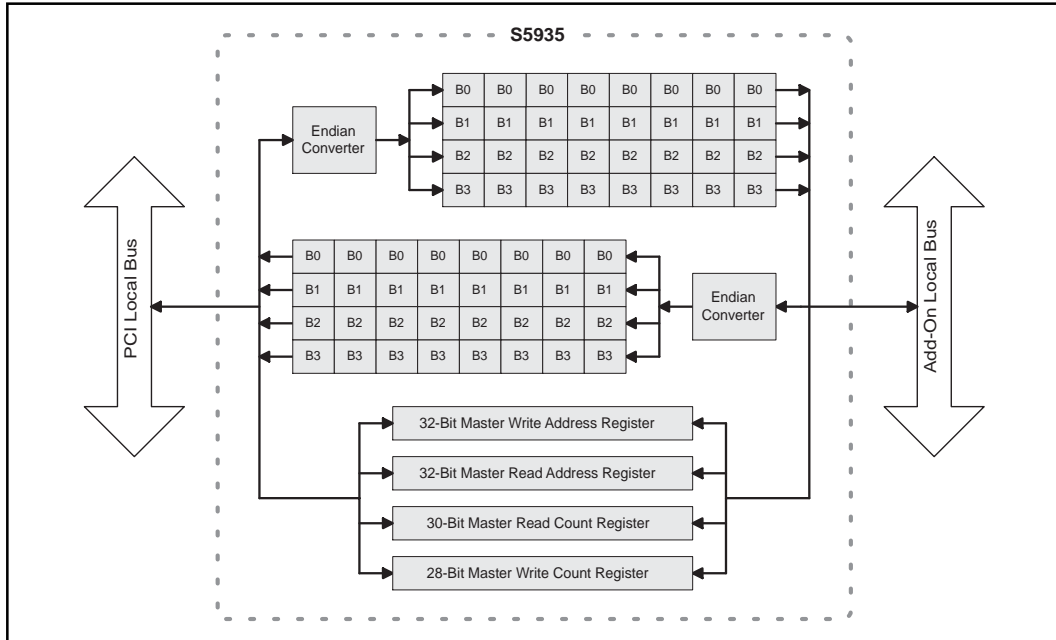 S5935
B0 B0 B0 B0 B0 B0 B0 B0
Endian
Converter
B1 B1 B1 B1 B1 B1 B1 B1
B2 B2 B2 B2 B2 B2 B2 B2
B3 B3 B3 B3 B3 B3 B3 B3
PCI Local Bus
B0 B0 B0 B0 B0 B0 B0 B0
B1 B1 B1 B1 B1 B1 B1 B1
B2 B2 B2 B2 B2 B2 B2 B2
B3 B3 B3 B3 B3 B3 B3 B3
Endian
Converter
Add-On Local Bus
32-Bit Master Write Address Register
32-Bit Master Read Address Register
30-Bit Master Read Count Register
28-Bit Master Write Count Register